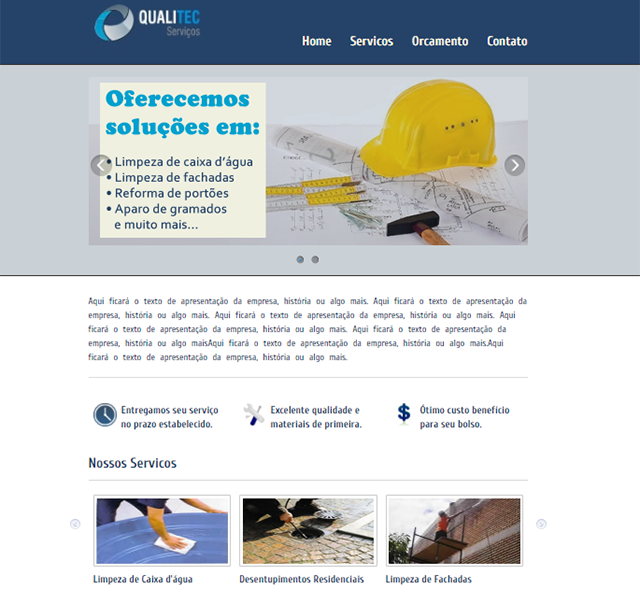 QUALITEC
Serviços
Home Servicos Orcamento Contato
Oferecemos
soluções em:
• Limpeza de caixa d'água
• Limpeza de fachadas
• Reforma de portões
• Aparo de gramados
e muito mais...
Aqui ficará o texto de apresentação da empresa, história ou algo mais. Aqui ficará o texto de apresentação da
empresa, história ou algo mais. Aqui ficará o texto de apresentação da empresa, história ou algo mais. Aqui
ficará o texto de apresentação da empresa, história ou algo mais. Aqui ficará o texto de apresentação da
empresa, história ou algo maisAqui ficará o texto de apresentação da empresa, história ou algo mais.Aqui
ficará o texto de apresentação da empresa, história ou algo mais.
Entregamos seu serviço
no prazo estabelecido.
Excelente qualidade e
materiais de primeira.
Ótimo custo benefício
para seu bolso.
Nossos Servicos
Limpeza de Caixa d'água
Desentupimentos Residenciais
Limpeza de Fachadas